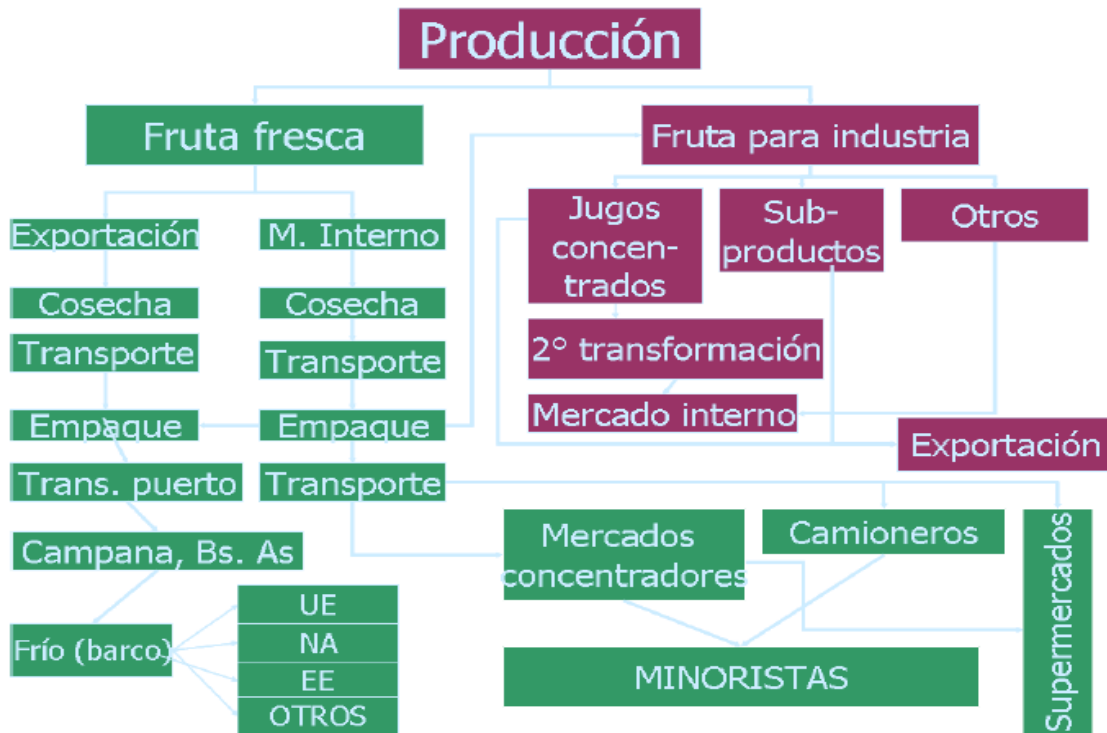 Producción
Fruta fresca
Fruta para industria
Exportación
M. Interno
Jugos
concen-
trados
Sub-
productos
Otros
Cosecha
Cosecha
Transporte
Transporte
2° transformación
Mercado interno
Empaque
Empaque
Exportación
Trans. puerto
Transporte
Mercados
concentradores
Camioneros
Supermercados
Campana, Bs. As
Frío (barco)
UE
NA
EE
OTROS
MINORISTAS